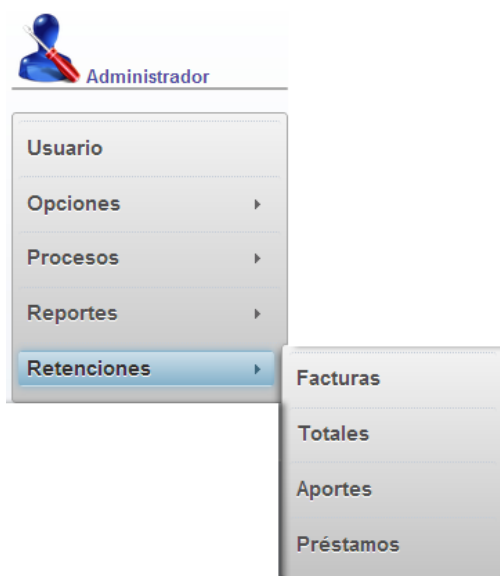 Administrador
Usuario
Opciones
Procesos
Reportes
Retenciones
Facturas
Totales
Aportes
Préstamos